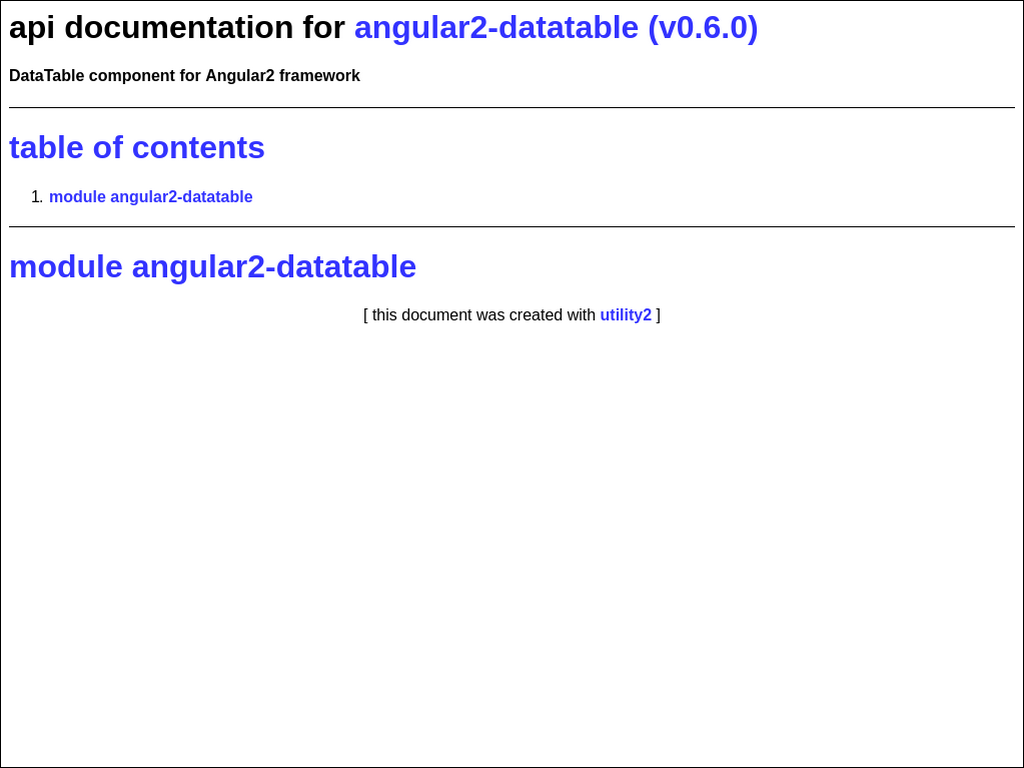 api documentation for angular2-datatable (v0.6.0)
DataTable component for Angular2 framework
table of contents
1. module angular2-datatable
module angular2-datatable
[ this document was created with utility2 ]